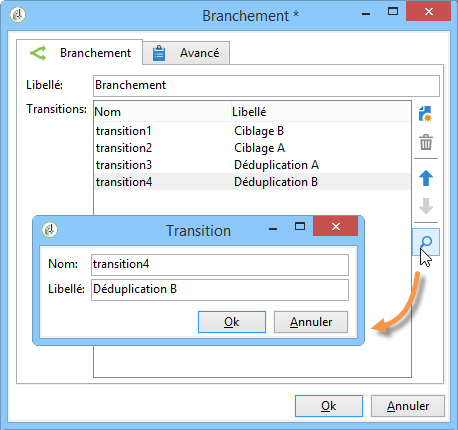 Branchement *
Branchement Avancé
Libellé: Branchement
Transitions: Nom Libellé
transition1 Ciblage B
transition2 Ciblage A
transition3 Déduplication A
transition4 Déduplication B
Transition
Nom: transition4
Libellé: Déduplication B
Ok Annuler
Ok Annuler